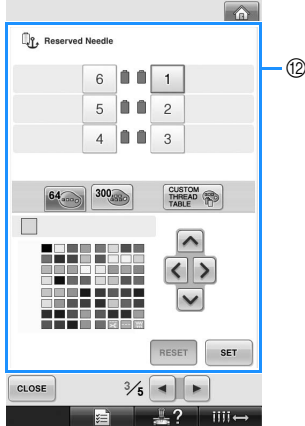 Reserved Needle
⑫
6 1
5 2
4 3
64 300 CUSTOM THREAD TABLE
RESET SET
CLOSE 3/5
?